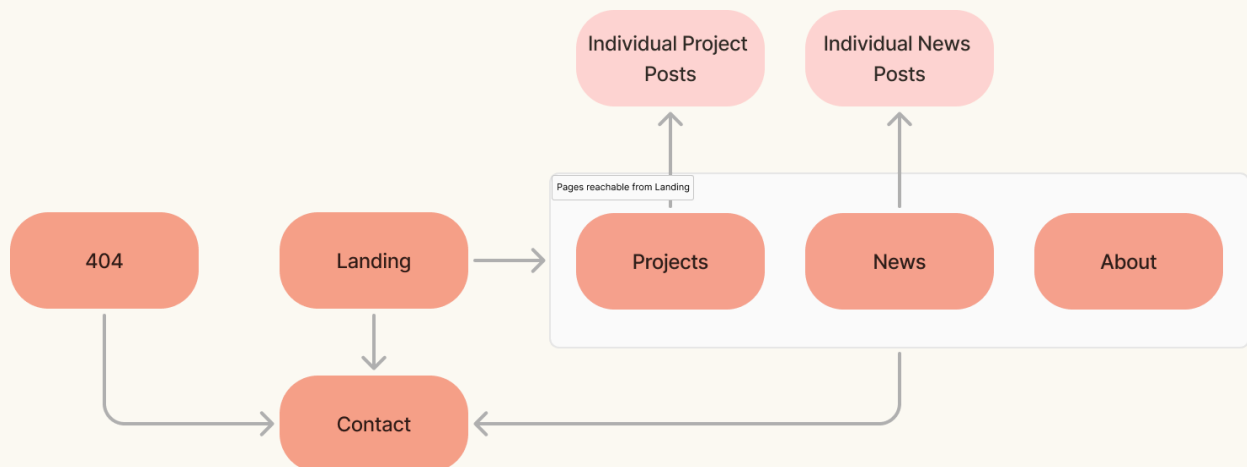 Individual Project
Posts
Individual News
Posts
Pages reachable from Landing
404
Landing
Projects
News
About
Contact